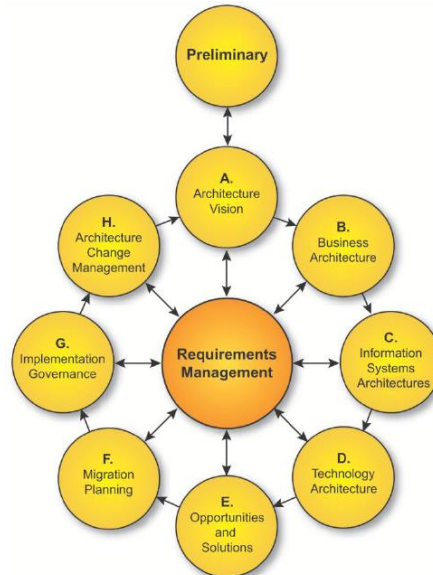 Preliminary
A.
Architecture
Vision
B.
Business
Architecture
C.
Information
Systems
Architectures
D.
Technology
Architecture
E.
Opportunities
and
Solutions
F.
Migration
Planning
G.
Implementation
Governance
H.
Architecture
Change
Management
Requirements
Management